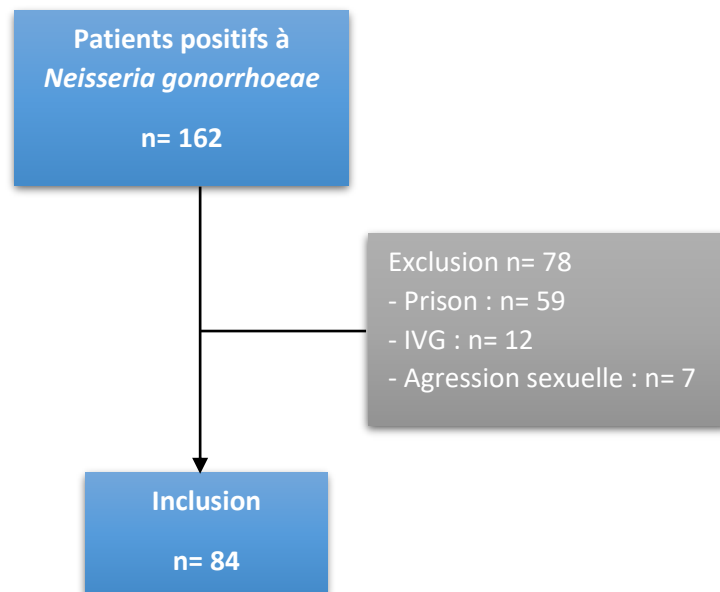 Patients positifs à
Neisseria gonorrhoeae
n= 162
Exclusion n= 78
- Prison : n= 59
- IVG : n= 12
- Agression sexuelle : n= 7
Inclusion
n= 84